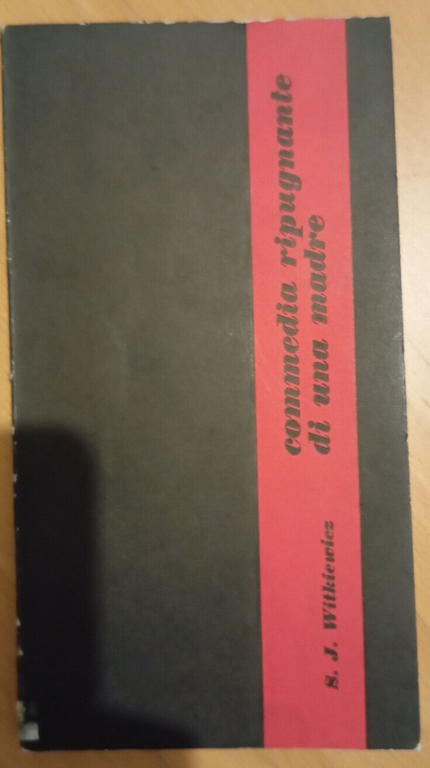 commedia ripugnante
di una madre
S. J. Witkiewicz